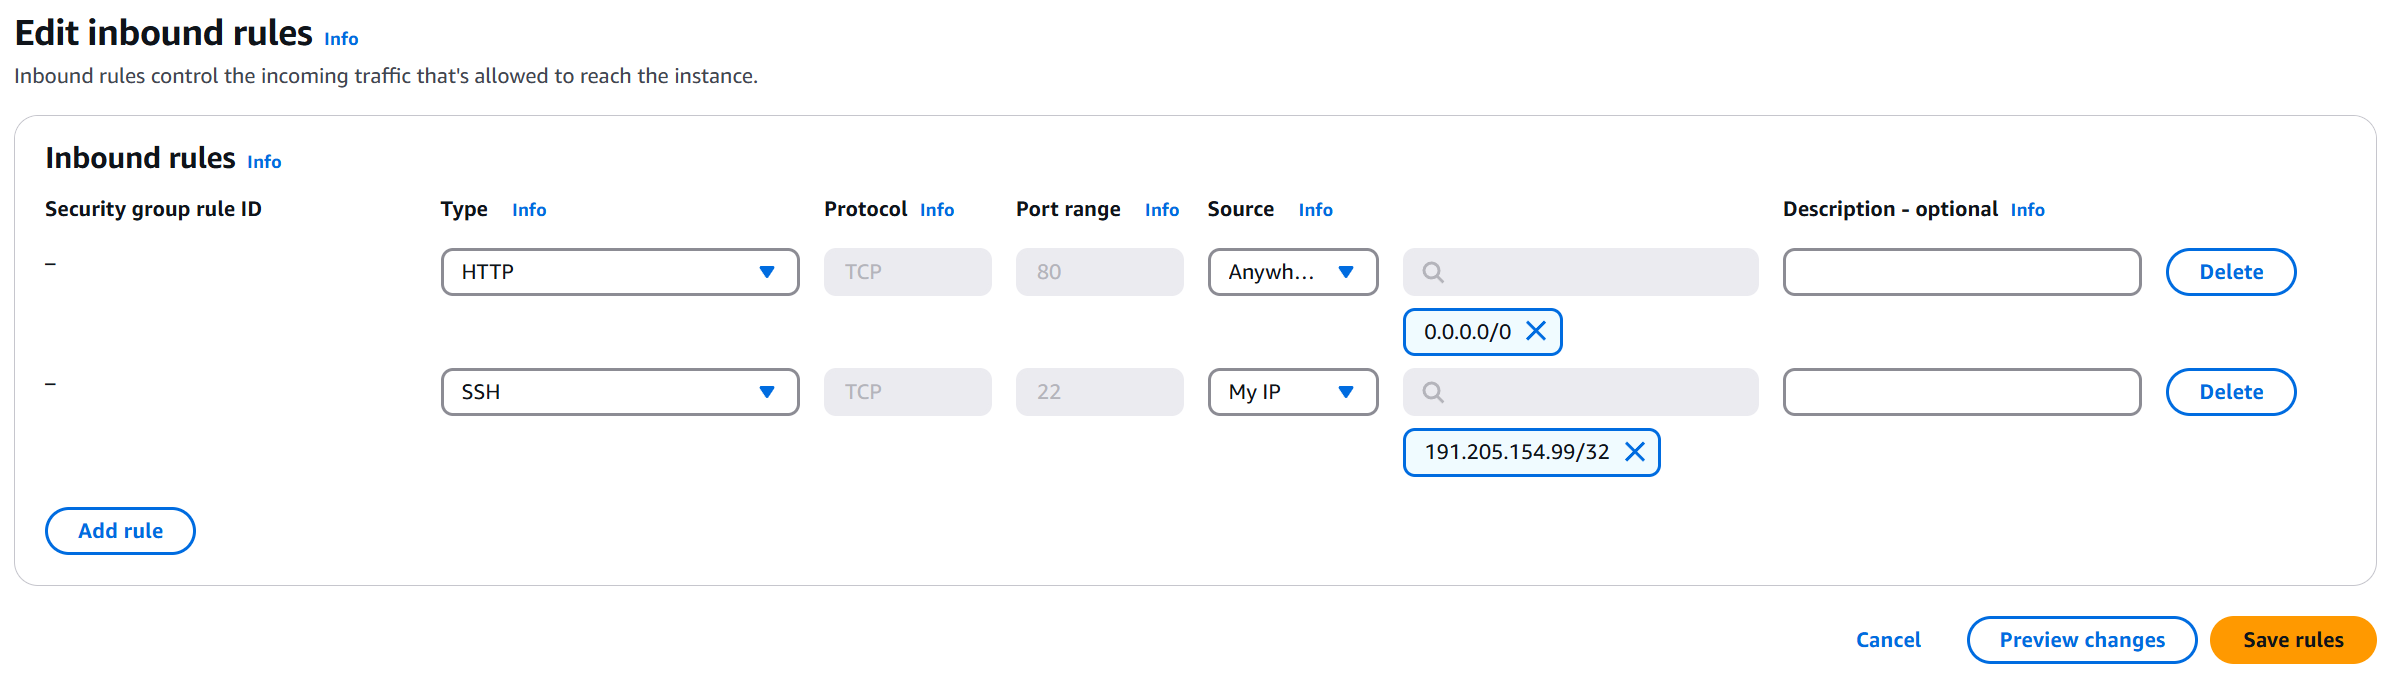 Edit inbound rules Info
Inbound rules control the incoming traffic that's allowed to reach the instance.
Inbound rules Info
Security group rule ID Type Info Protocol Info Port range Info Source Info Description - optional Info
– HTTP TCP 80 Anywh... Delete
0.0.0.0/0
– SSH TCP 22 My IP Delete
191.205.154.99/32
Add rule
Cancel Preview changes Save rules